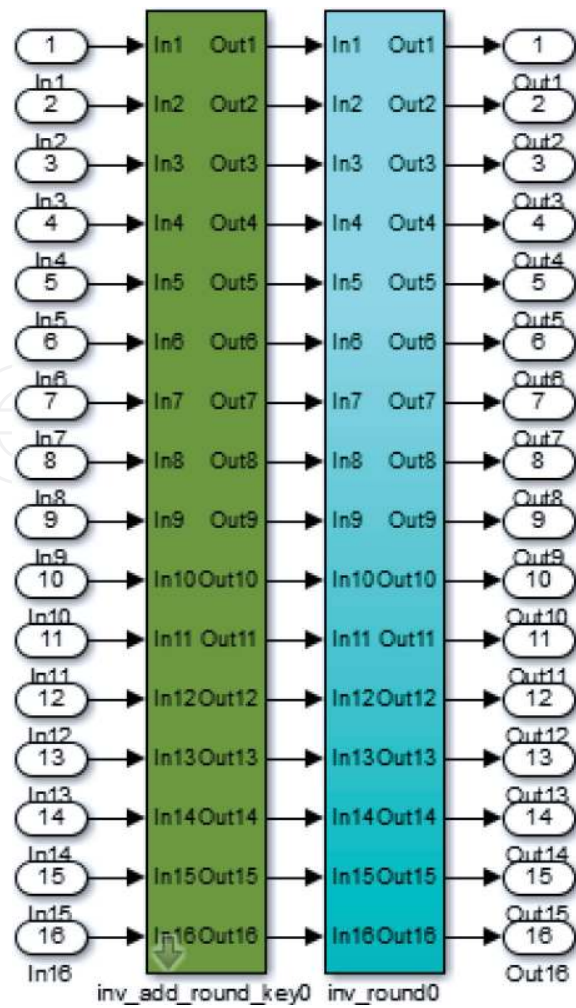 1 In1 Out1 In1 Out1 1
In1 Out1
2 In2 Out2 In2 Out2 2
In2 Out2
3 In3 Out3 In3 Out3 3
In3 Out3
4 In4 Out4 In4 Out4 4
In4 Out4
5 In5 Out5 In5 Out5 5
In5 Out5
6 In6 Out6 In6 Out6 6
In6 Out6
7 In7 Out7 In7 Out7 7
In7 Out7
8 In8 Out8 In8 Out8 8
In8 Out8
9 In9 Out9 In9 Out9 9
In9 Out9
10 In10 Out10 In10 Out10 10
In10 Out10
11 In11 Out11 In11 Out11 11
In11 Out11
12 In12 Out12 In12 Out12 12
In12 Out12
13 In13 Out13 In13 Out13 13
In13 Out13
14 In14 Out14 In14 Out14 14
In14 Out14
15 In15 Out15 In15 Out15 15
In15 Out15
16 In16 Out16 In16 Out16 16
In16 Out16
inv_add_round_key0 inv_round0